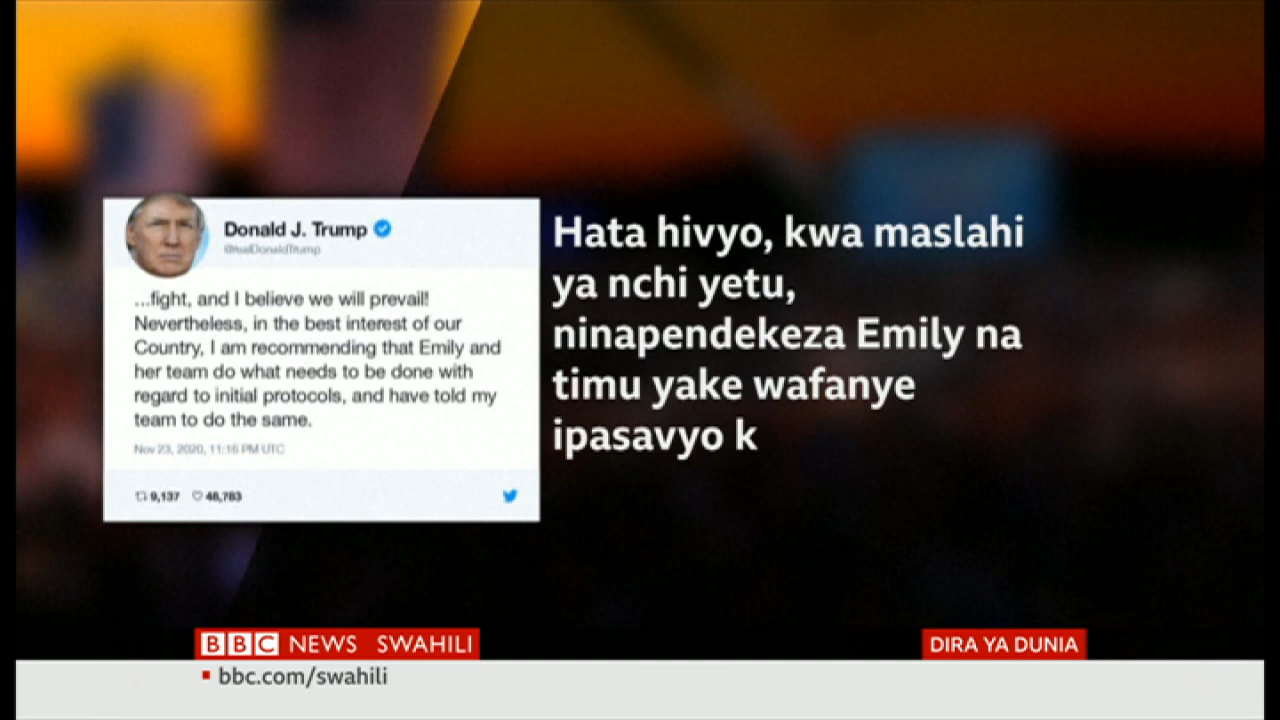 Donald J. Trump
@realDonaldTrump
...fight, and I believe we will prevail!
Nevertheless, in the best interest of our
Country, I am recommending that Emily and
her team do what needs to be done with
regard to initial protocols, and have told my
team to do the same.
Nov 23, 2020, 11:16 PM UTC
9,137 46,783
Hata hivyo, kwa maslahi
ya nchi yetu,
ninapendekeza Emily na
timu yake wafanye
ipasavyo k
BBC NEWS SWAHILI
DIRA YA DUNIA
bbc.com/swahili